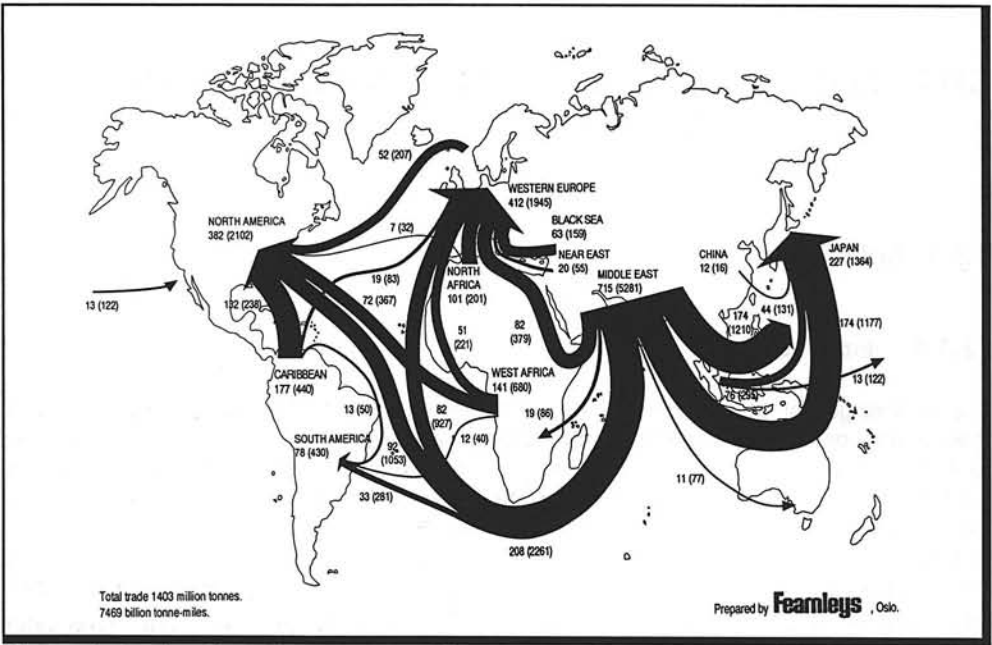 52 (207)
WESTERN EUROPE
412 (1945)
NORTH AMERICA
382 (2102)
7 (32)
BLACK SEA
63 (159)
NEAR EAST
20 (55)
CHINA
12 (16)
JAPAN
227 (1364)
13 (122)
19 (83)
NORTH
AFRICA
101 (201)
MIDDLE EAST
715 (5281)
132 (238)
72 (367)
51
(221)
82
(379)
174
(1210)
44 (131)
174 (1177)
CARIBBEAN
177 (440)
WEST AFRICA
141 (680)
13 (122)
76 (295)
13 (50)
82
(927)
19 (86)
12 (40)
SOUTH AMERICA
78 (430)
92
(1053)
33 (281)
11 (77)
208 (2261)
Total trade 1403 million tonnes.
7469 billion tonne-miles.
Prepared by Fearnleys , Oslo.